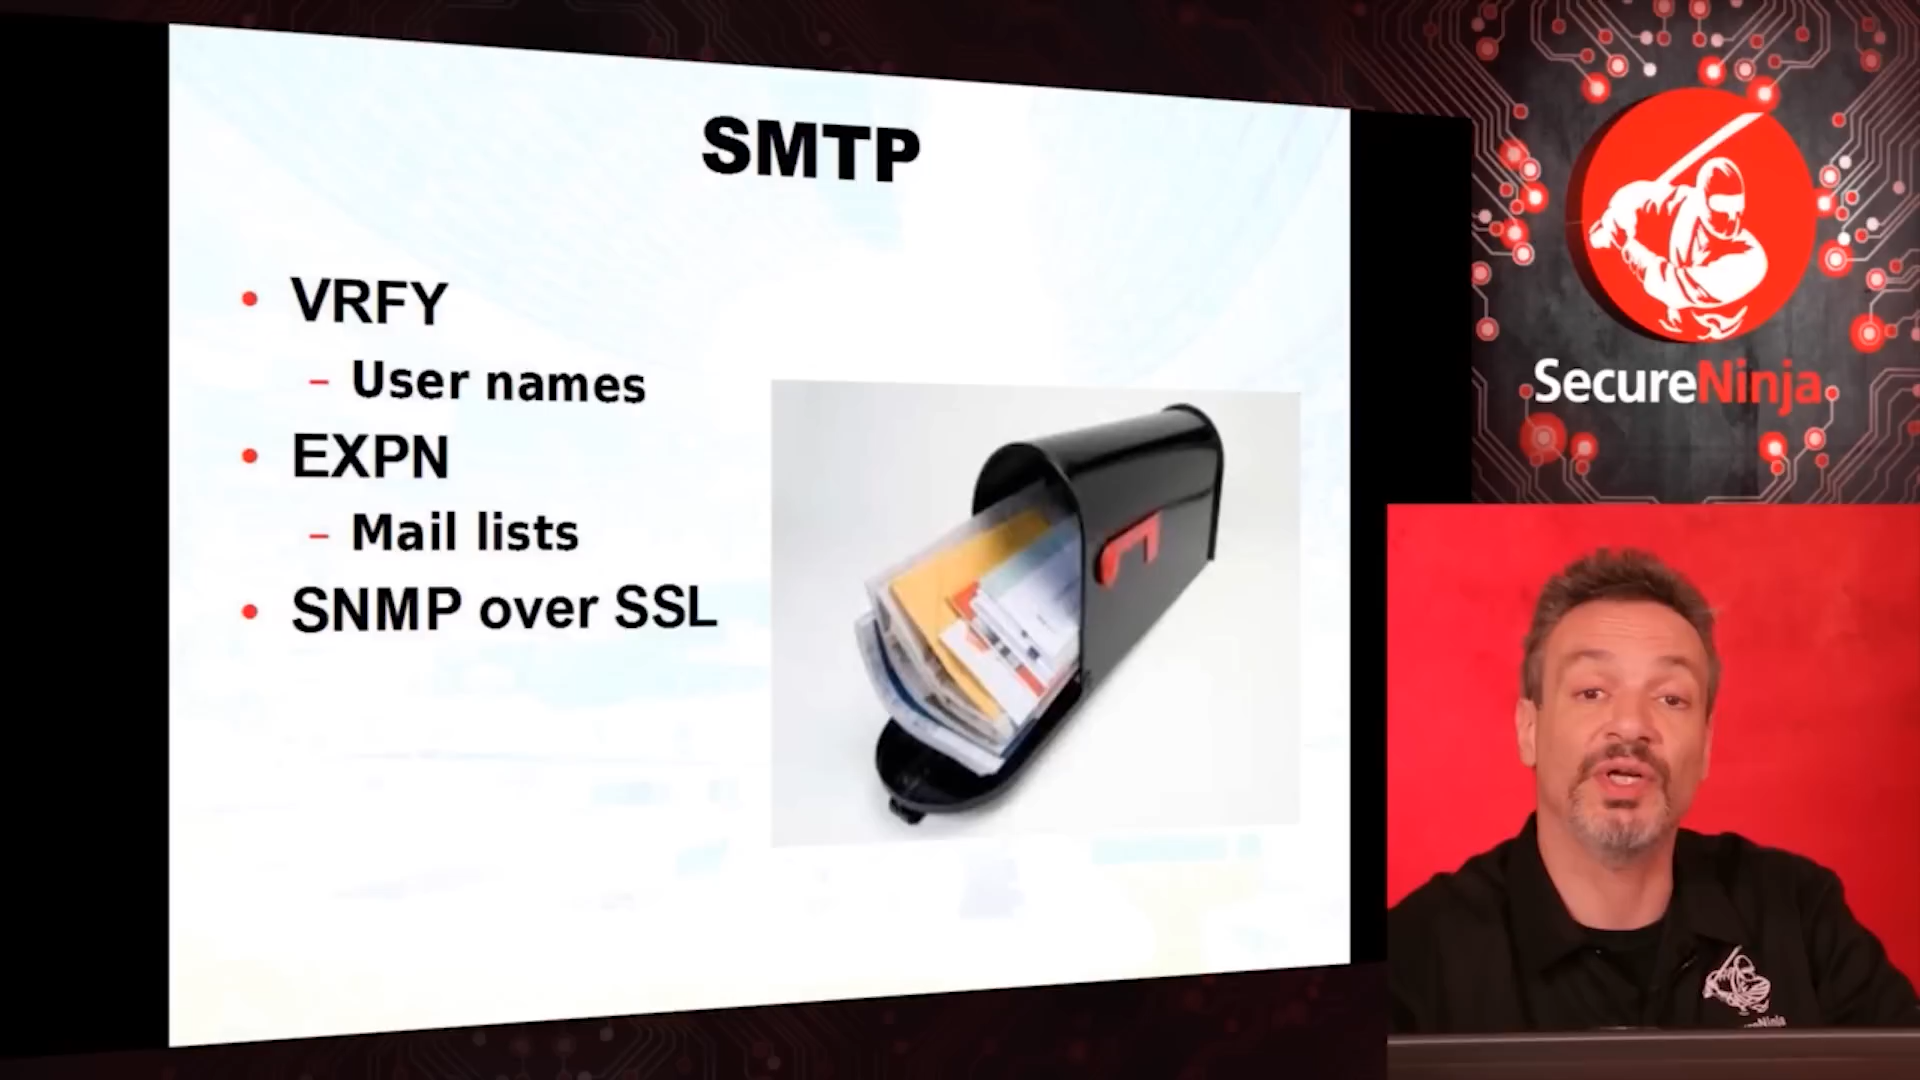 SMTP
• VRFY
– User names
• EXPN
– Mail lists
• SNMP over SSL
SecureNinja